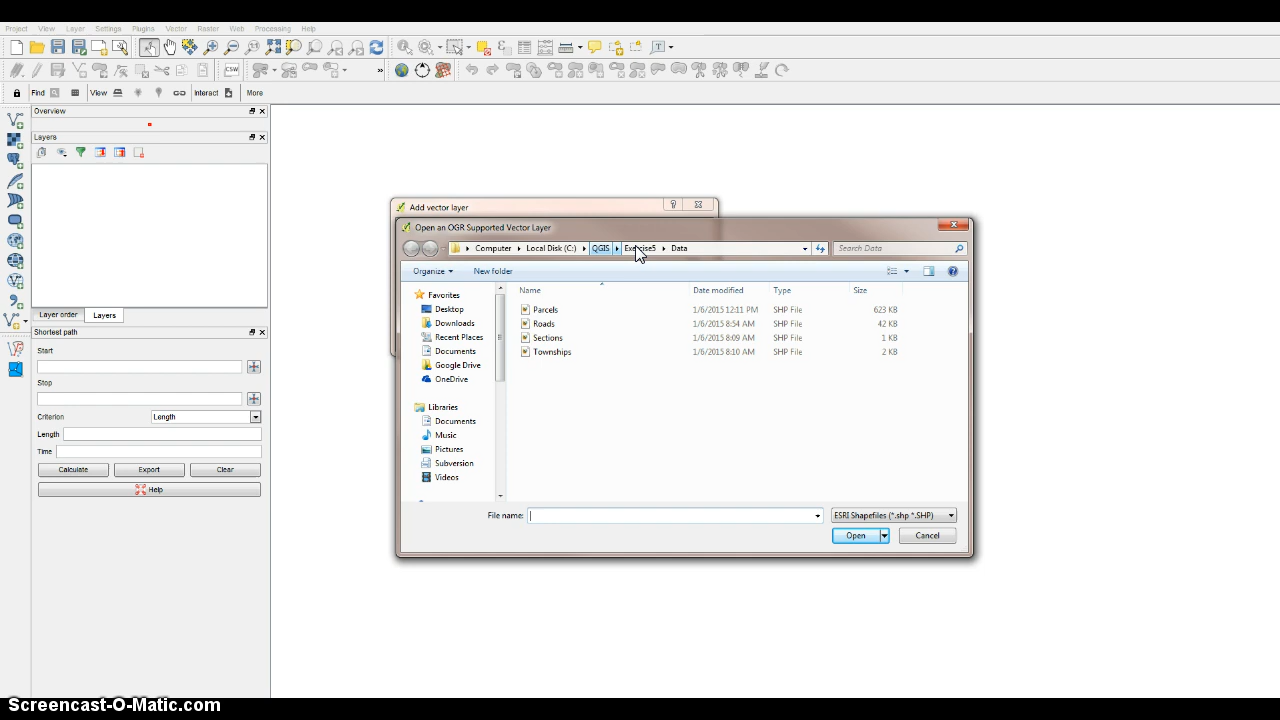 Project View Layer Settings Plugins Vector Raster Web Processing Help
CSW
»
Find View Interact More
Overview
Layers
Layer order Layers
Shortest path
Start
Stop
Criterion Length
Length
Time
Calculate Export Clear
Help
Add vector layer
Open an OGR Supported Vector Layer
Computer Local Disk (C:) QGIS Exercise5 Data Search Data
Organize New folder
Favorites
Desktop
Downloads
Recent Places
Documents
Google Drive
OneDrive
Libraries
Documents
Music
Pictures
Subversion
Videos
Name Date modified Type Size
Parcels 1/6/2015 12:11 PM SHP File 623 KB
Roads 1/6/2015 8:54 AM SHP File 42 KB
Sections 1/6/2015 8:09 AM SHP File 1 KB
Townships 1/6/2015 8:10 AM SHP File 2 KB
File name: ESRI Shapefiles (*.shp *.SHP)
Open Cancel
Screencast-O-Matic.com